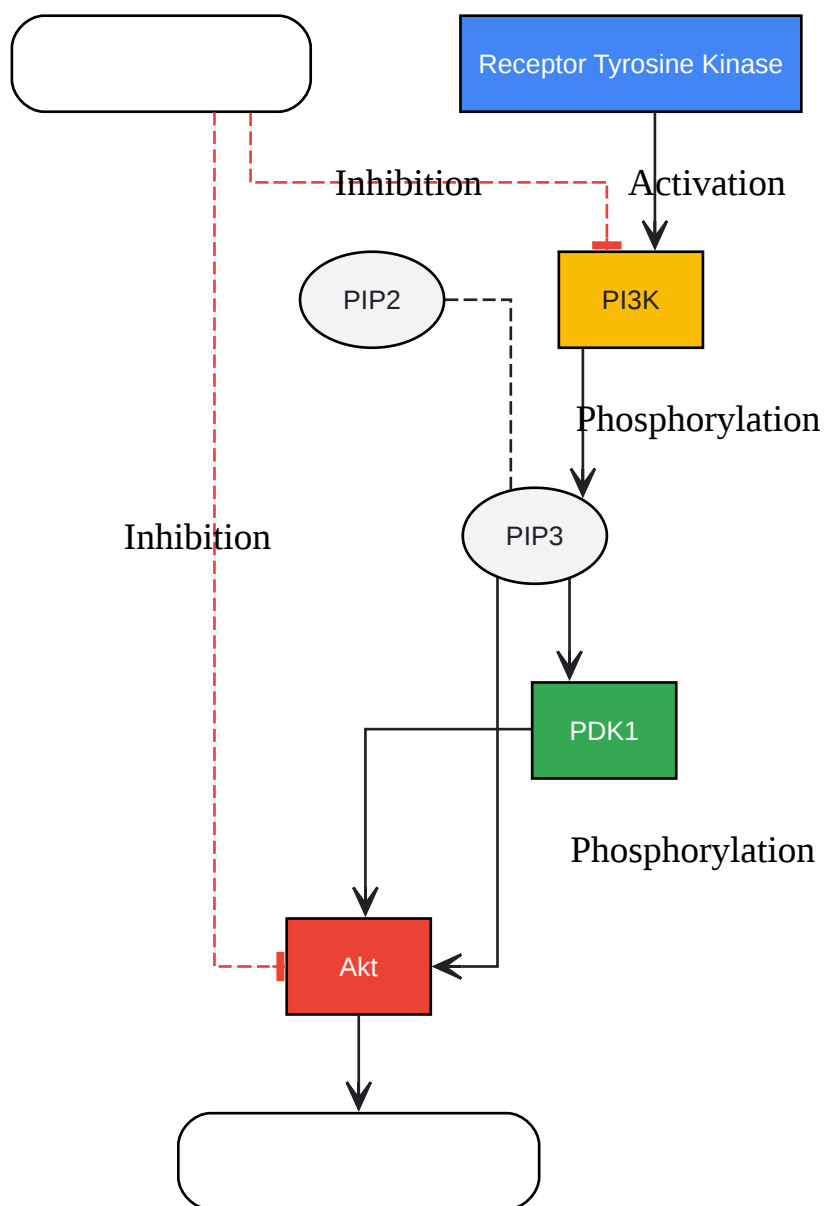 Receptor Tyrosine Kinase
Inhibition
Activation
PIP2
PI3K
Phosphorylation
Inhibition
PIP3
PDK1
Phosphorylation
Akt